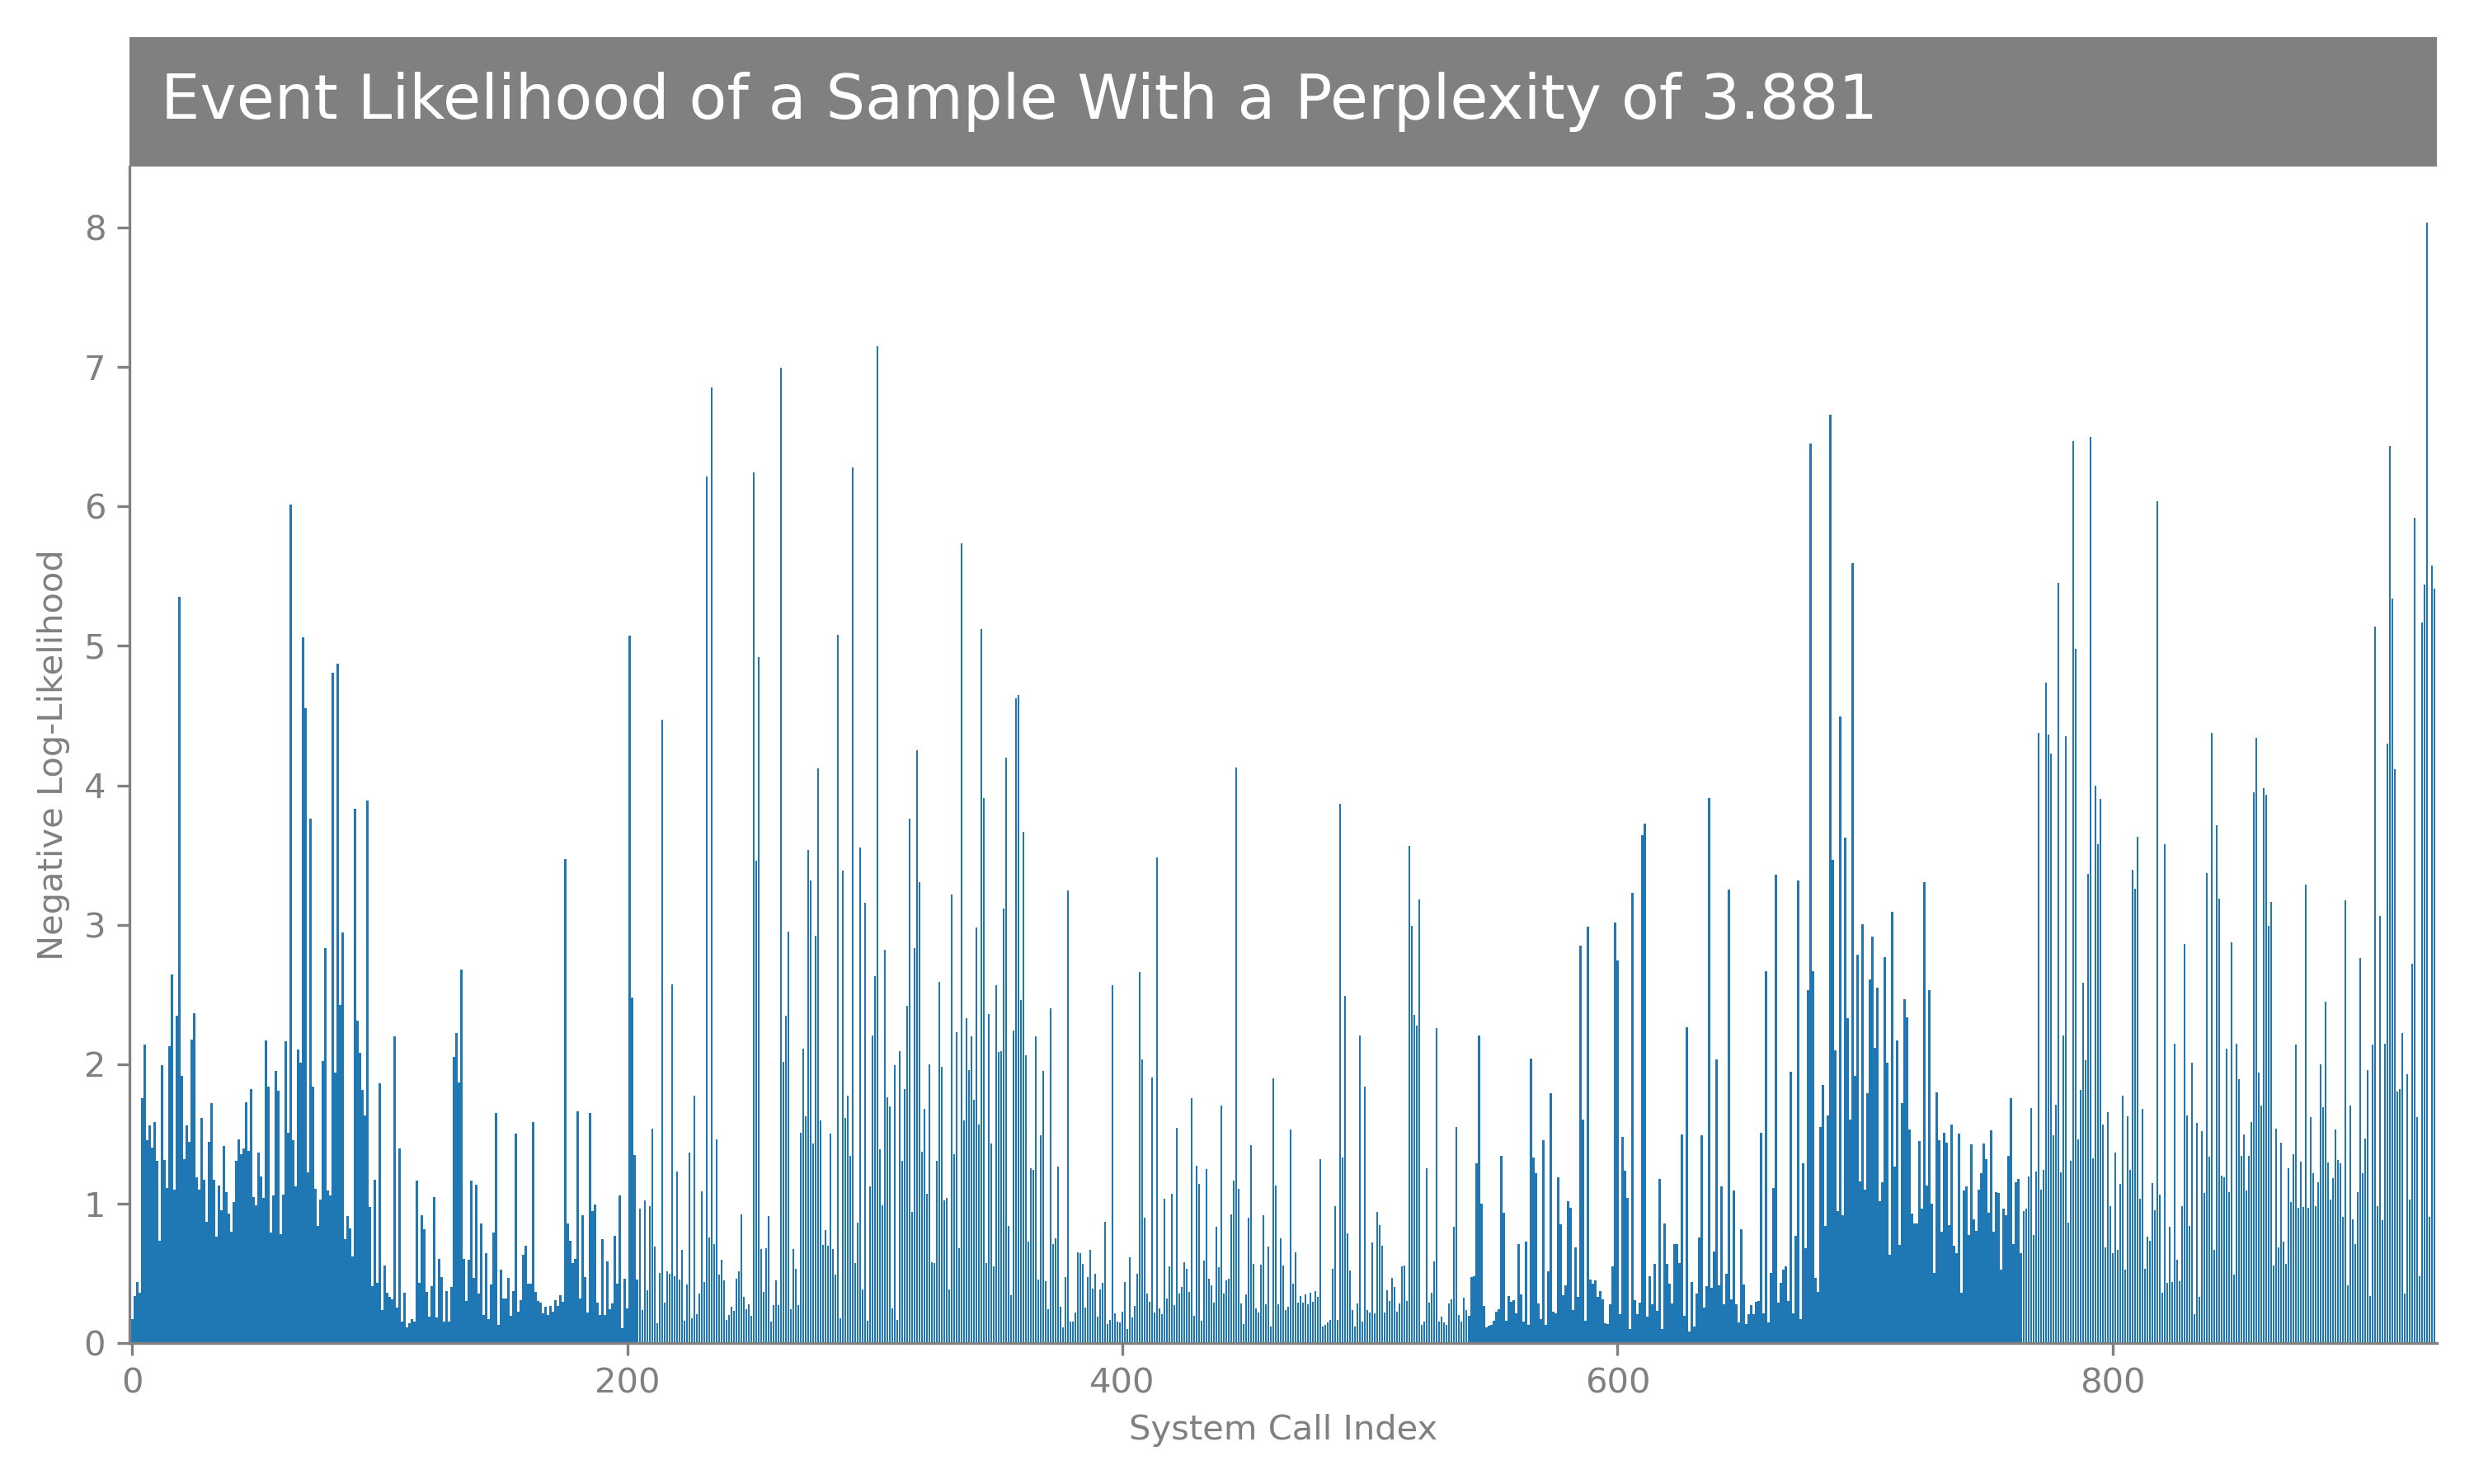 Event Likelihood of a Sample With a Perplexity of 3.881
8
7
6
5
4
3
2
1
0
Negative Log-Likelihood
0 200 400 600 800
System Call Index